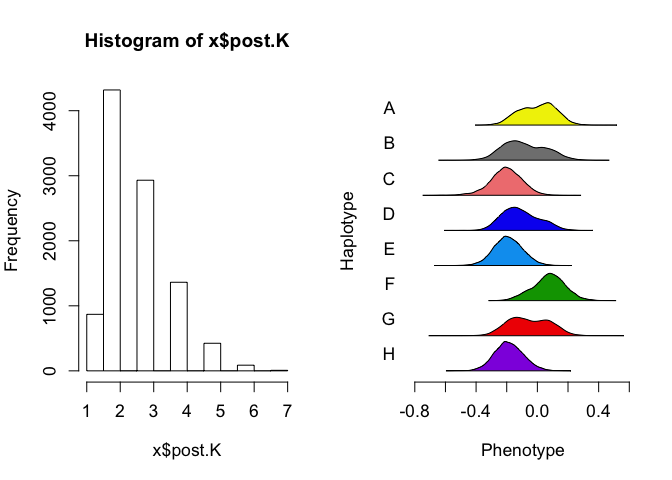 Histogram of x$post.K
Frequency
0
1000
2000
3000
4000
1 2 3 4 5 6 7
x$post.K
Haplotype
A
B
C
D
E
F
G
H
-0.8 -0.4 0.0 0.4
Phenotype